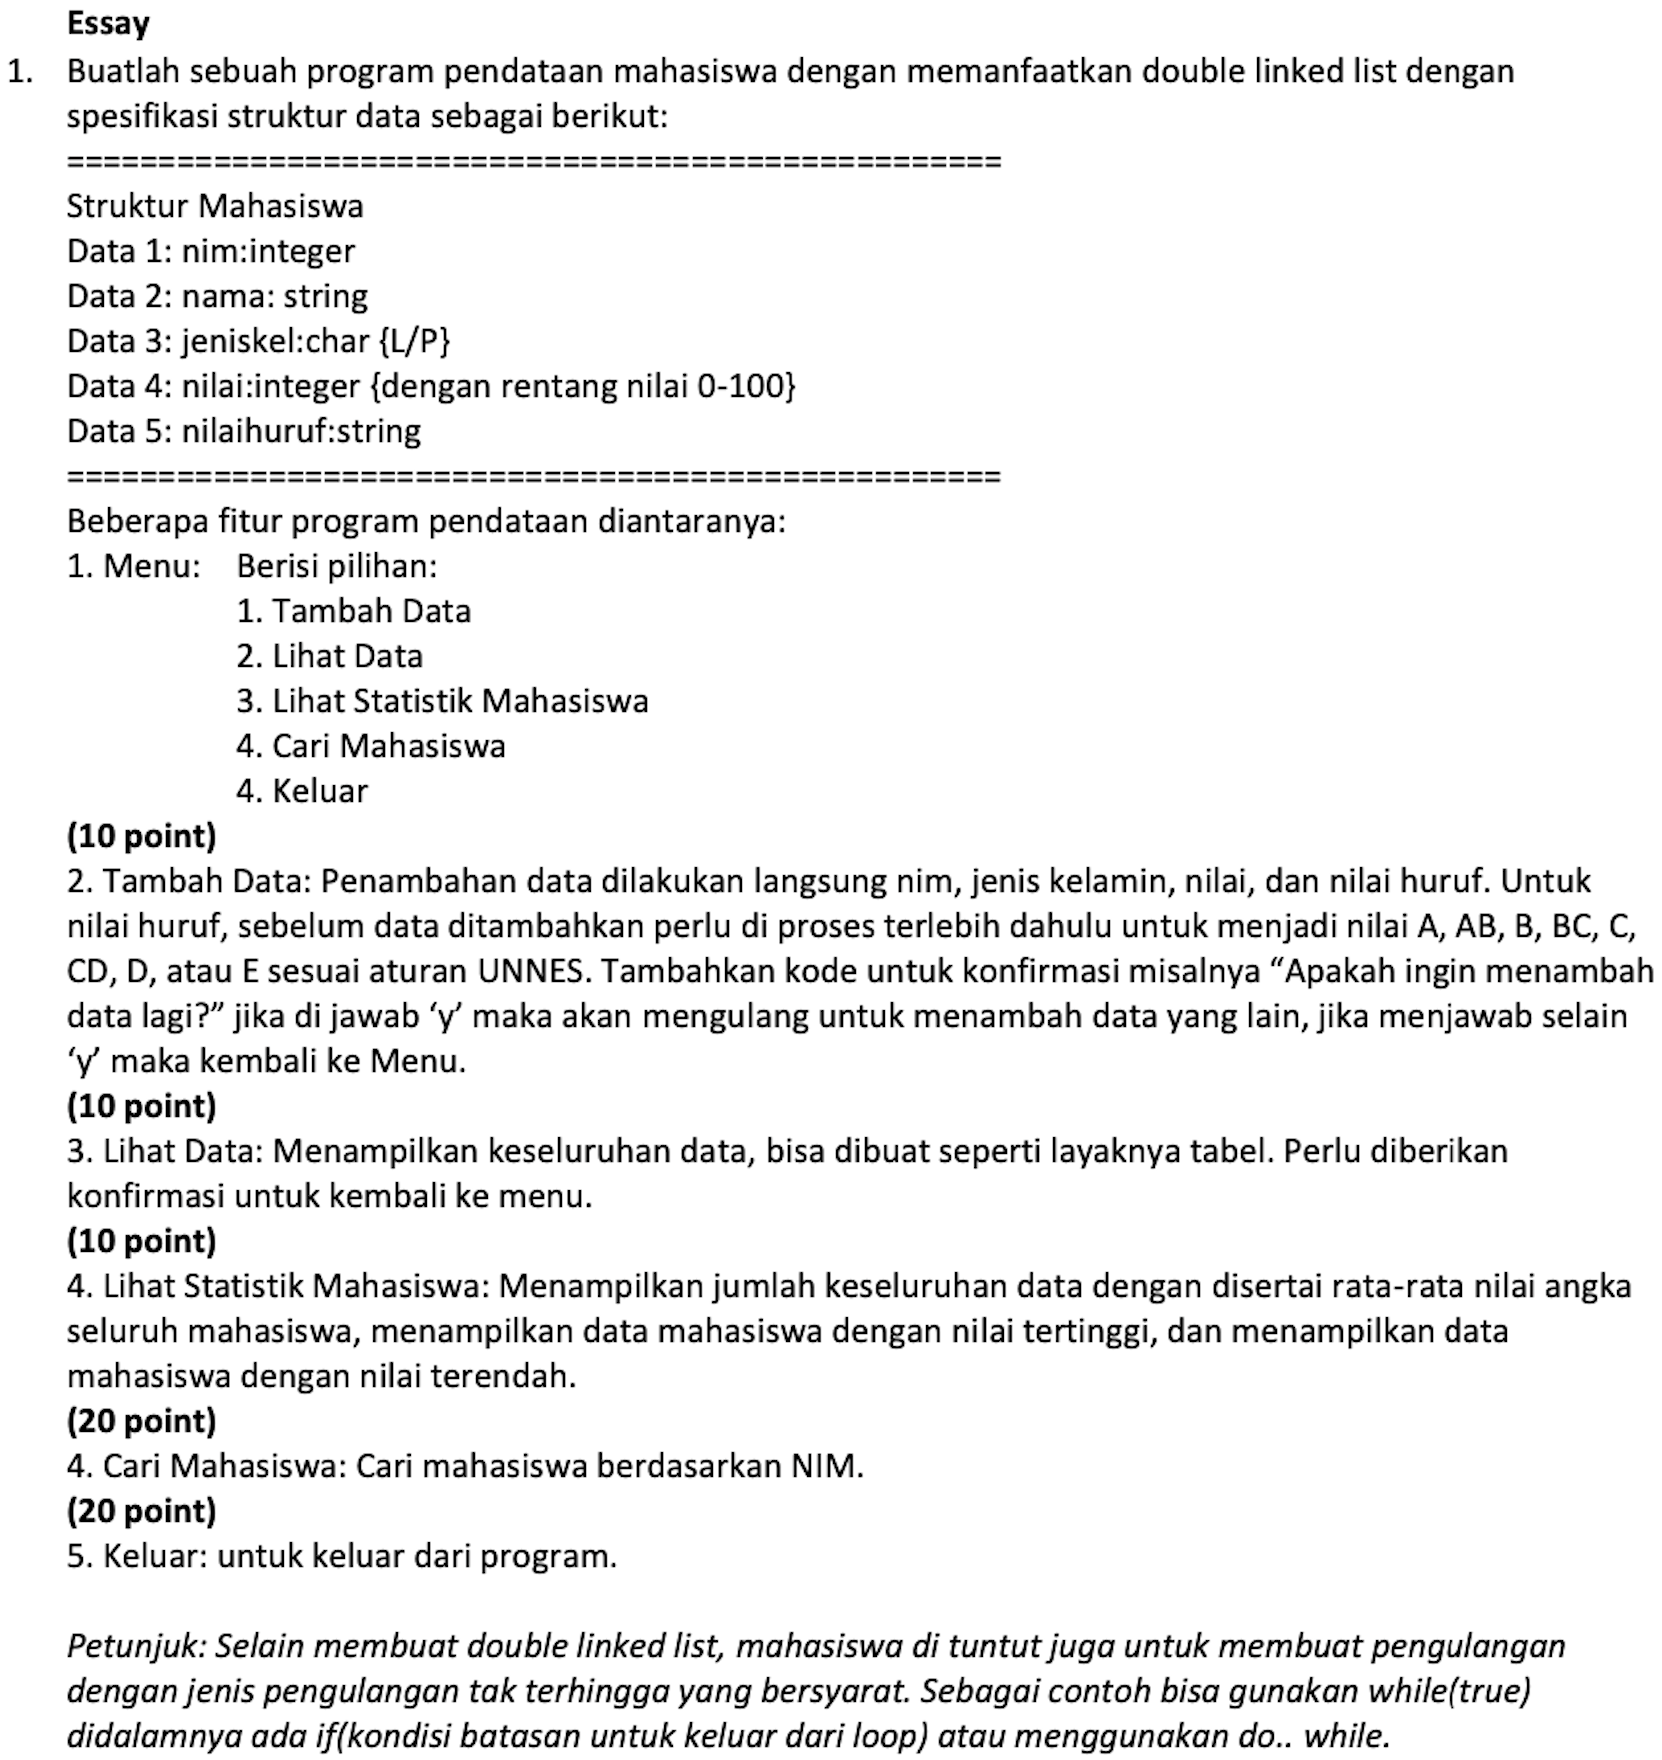 Essay
1. Buatlah sebuah program pendataan mahasiswa dengan memanfaatkan double linked list dengan
spesifikasi struktur data sebagai berikut:
===================================================
Struktur Mahasiswa
Data 1: nim:integer
Data 2: nama: string
Data 3: jeniskel:char {L/P}
Data 4: nilai:integer {dengan rentang nilai 0-100}
Data 5: nilaihuruf:string
===================================================
Beberapa fitur program pendataan diantaranya:
1. Menu: Berisi pilihan:
1. Tambah Data
2. Lihat Data
3. Lihat Statistik Mahasiswa
4. Cari Mahasiswa
4. Keluar
(10 point)
2. Tambah Data: Penambahan data dilakukan langsung nim, jenis kelamin, nilai, dan nilai huruf. Untuk
nilai huruf, sebelum data ditambahkan perlu di proses terlebih dahulu untuk menjadi nilai A, AB, B, BC, C,
CD, D, atau E sesuai aturan UNNES. Tambahkan kode untuk konfirmasi misalnya “Apakah ingin menambah
data lagi?” jika di jawab ‘y’ maka akan mengulang untuk menambah data yang lain, jika menjawab selain
‘y’ maka kembali ke Menu.
(10 point)
3. Lihat Data: Menampilkan keseluruhan data, bisa dibuat seperti layaknya tabel. Perlu diberikan
konfirmasi untuk kembali ke menu.
(10 point)
4. Lihat Statistik Mahasiswa: Menampilkan jumlah keseluruhan data dengan disertai rata-rata nilai angka
seluruh mahasiswa, menampilkan data mahasiswa dengan nilai tertinggi, dan menampilkan data
mahasiswa dengan nilai terendah.
(20 point)
4. Cari Mahasiswa: Cari mahasiswa berdasarkan NIM.
(20 point)
5. Keluar: untuk keluar dari program.
Petunjuk: Selain membuat double linked list, mahasiswa di tuntut juga untuk membuat pengulangan
dengan jenis pengulangan tak terhingga yang bersyarat. Sebagai contoh bisa gunakan while(true)
didalamnya ada if(kondisi batasan untuk keluar dari loop) atau menggunakan do.. while.